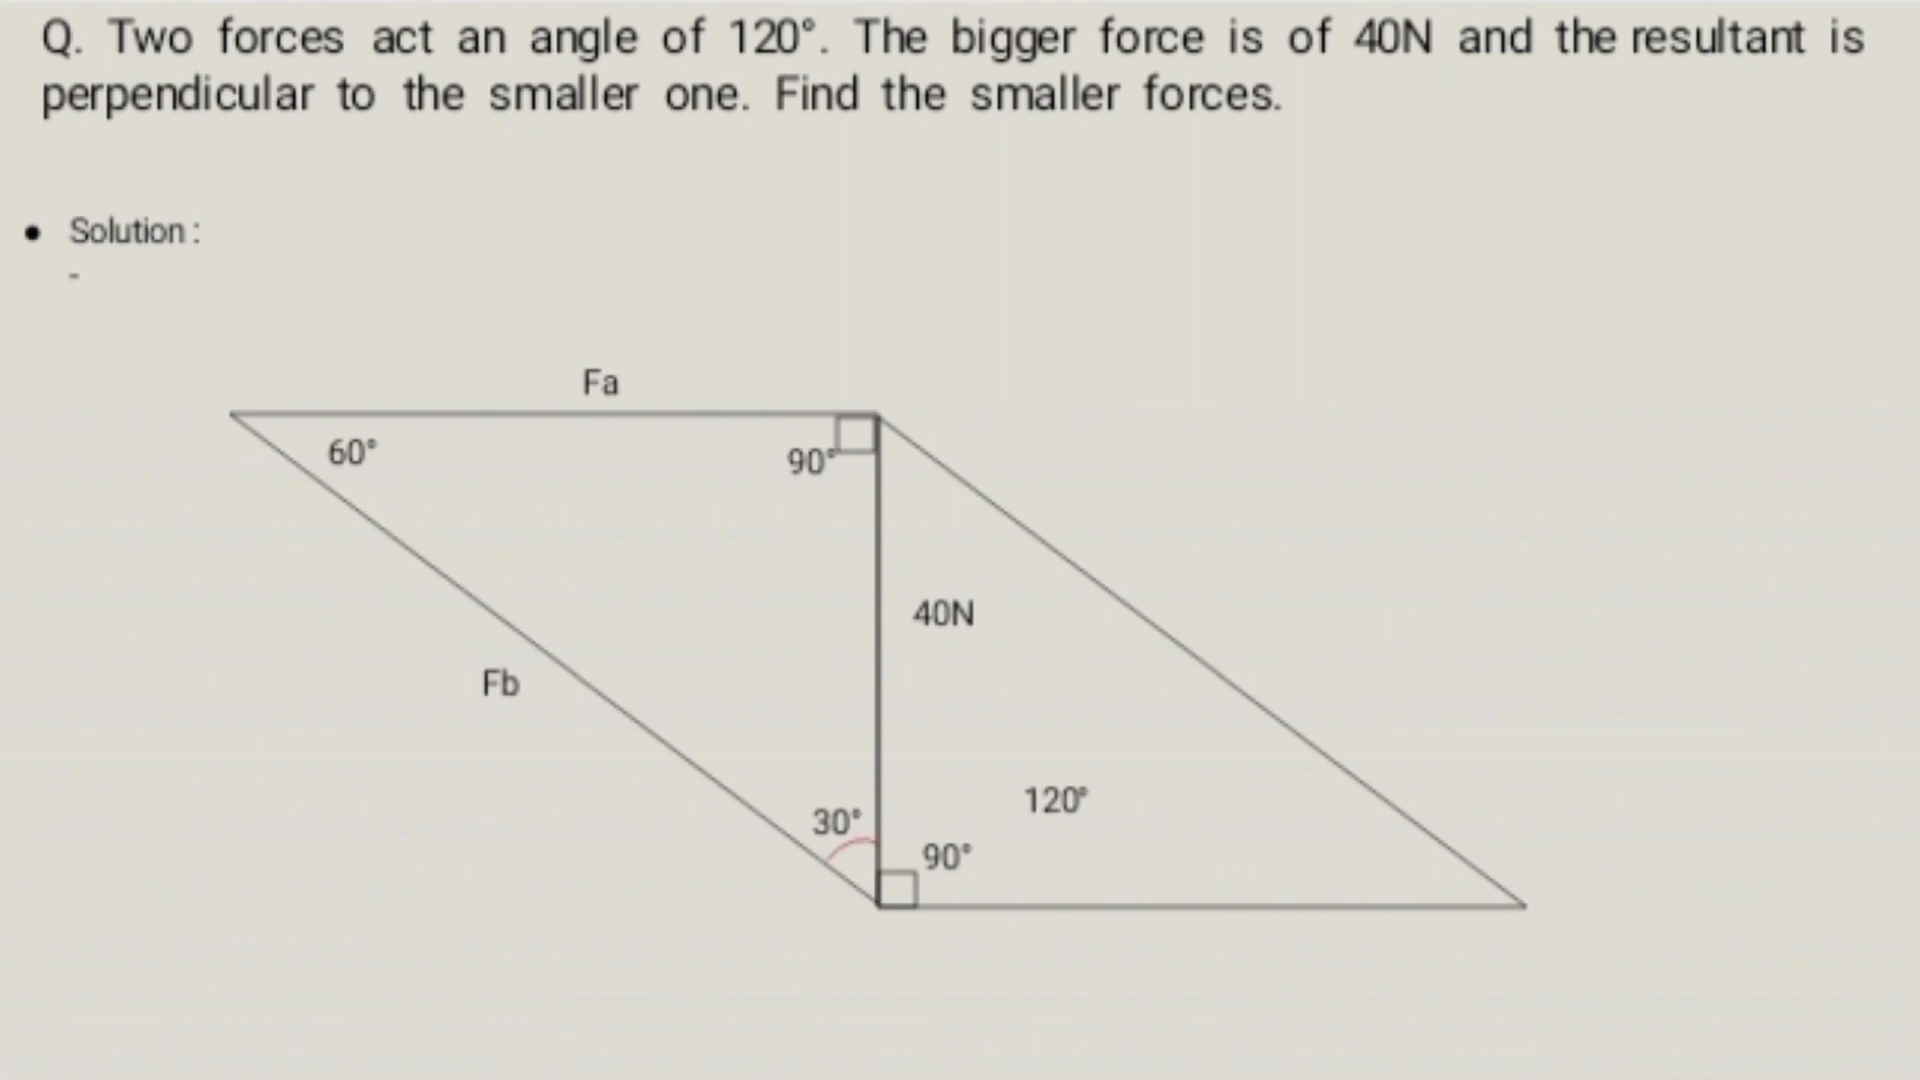 Q. Two forces act an angle of 120°. The bigger force is of 40N and the resultant is
perpendicular to the smaller one. Find the smaller forces.
• Solution :
-
Fa
60°
90°
40N
Fb
120°
30°
90°